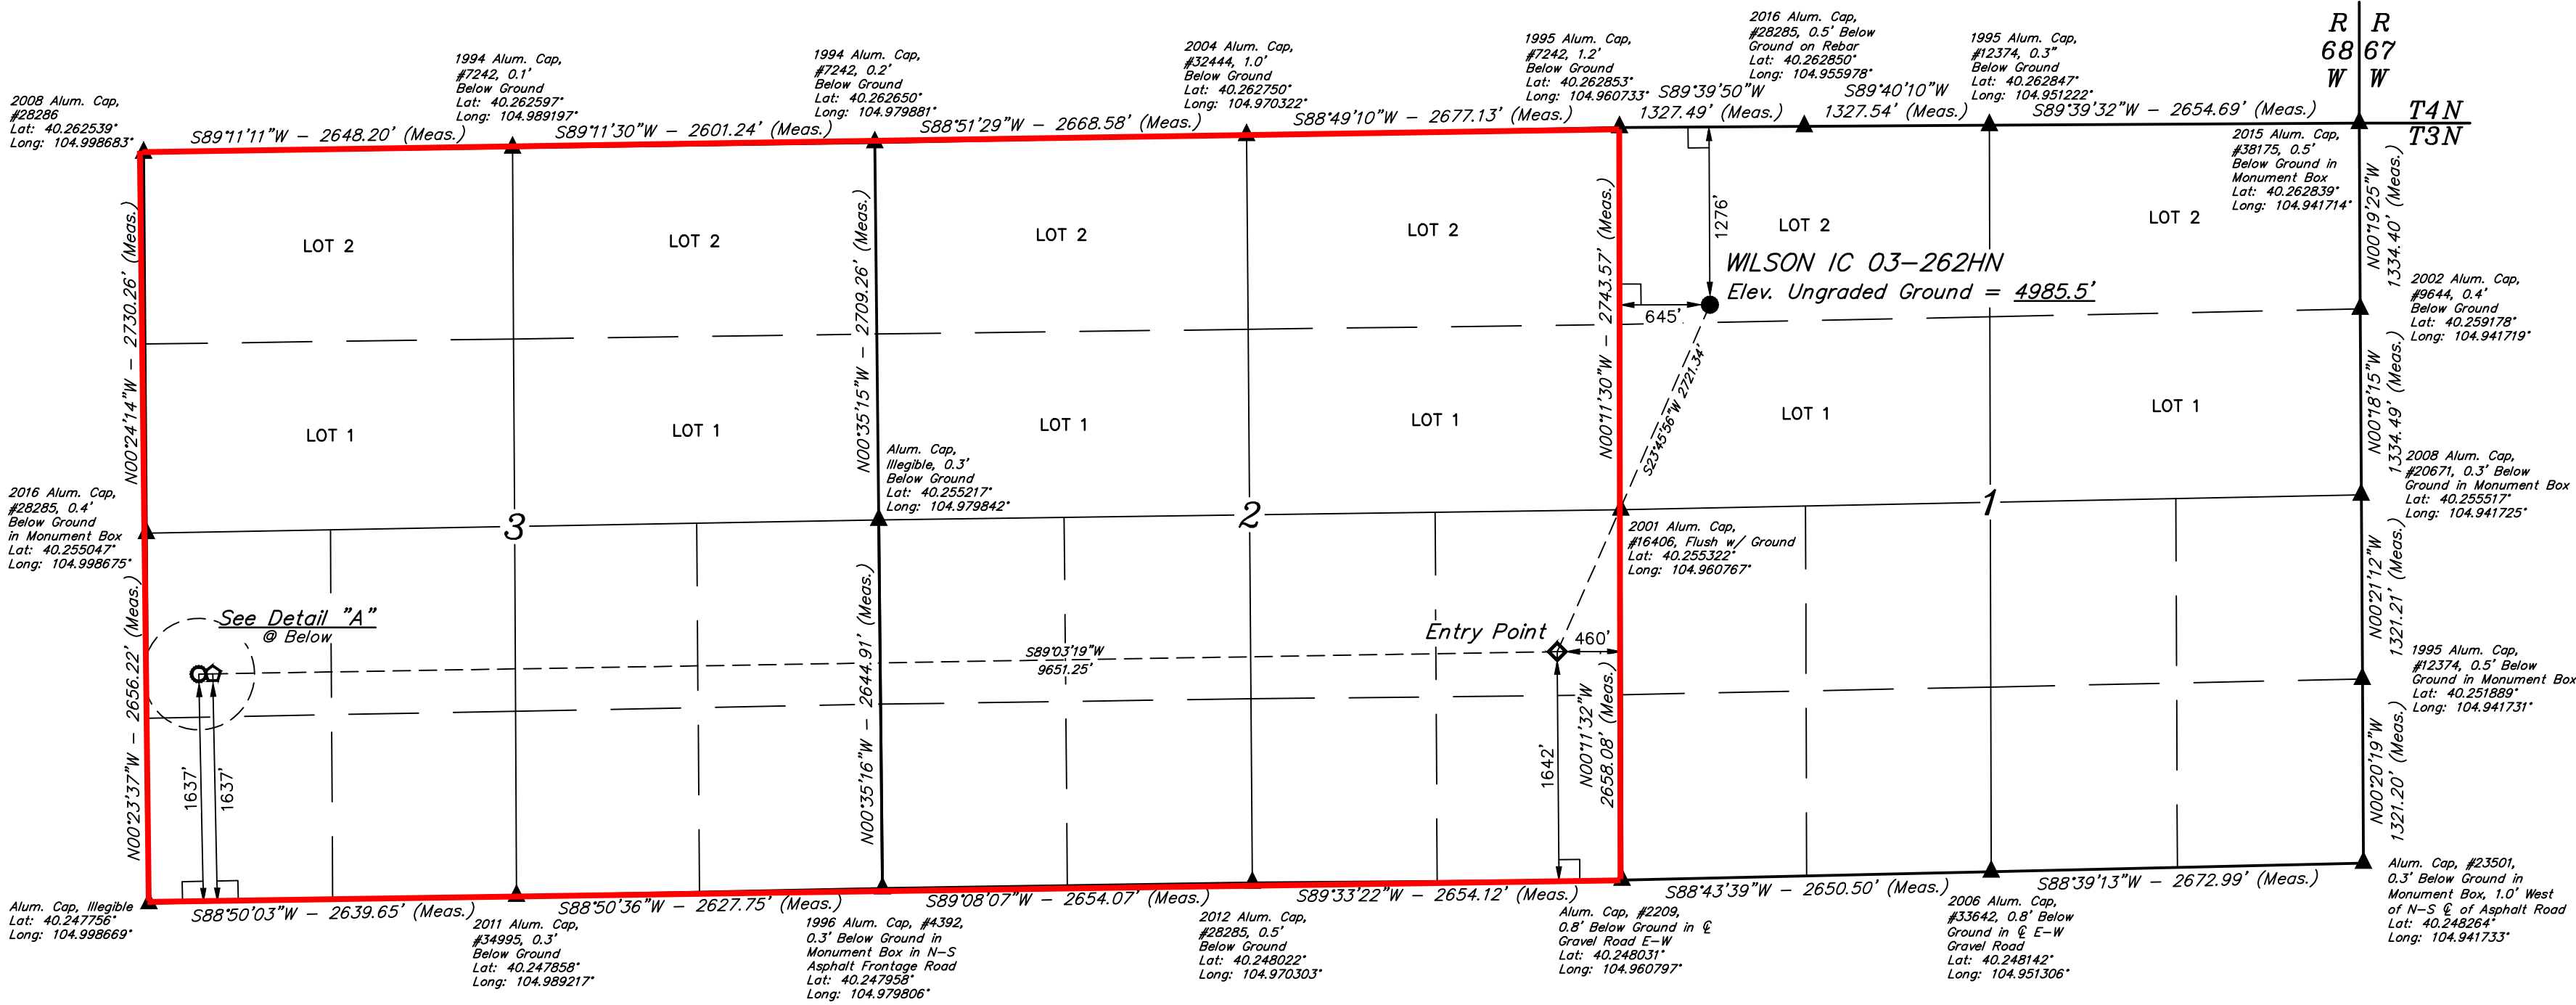 2008 Alum. Cap,
#28286
Lat: 40.262539°
Long: 104.998683°
1994 Alum. Cap,
#7242, 0.1'
Below Ground
Lat: 40.262597°
Long: 104.989197°
1994 Alum. Cap,
#7242, 0.2'
Below Ground
Lat: 40.262650°
Long: 104.979881°
2004 Alum. Cap,
#32444, 1.0'
Below Ground
Lat: 40.262750°
Long: 104.970322°
1995 Alum. Cap,
#7242, 1.2'
Below Ground
Lat: 40.262853°
Long: 104.960733°
2016 Alum. Cap,
#28285, 0.5' Below
Ground on Rebar
Lat: 40.262850°
Long: 104.955978°
1995 Alum. Cap,
#12374, 0.3"
Below Ground
Lat: 40.262847°
Long: 104.951222°
R R
68 67
W W
T4N
T3N
S89°11'11"W - 2648.20' (Meas.)
S89°11'30"W - 2601.24' (Meas.)
S88°51'29"W - 2668.58' (Meas.)
S88°49'10"W - 2677.13' (Meas.)
S89°39'50"W
1327.49' (Meas.)
S89°40'10"W
1327.54' (Meas.)
S89°39'32"W - 2654.69' (Meas.)
2015 Alum. Cap,
#38175, 0.5'
Below Ground in
Monument Box
Lat: 40.262839°
Long: 104.941714°
N00°24'14"W - 2730.26' (Meas.)
LOT 2
LOT 2
N00°35'15"W - 2709.26' (Meas.)
LOT 2
LOT 2
N00°11'30"W - 2743.57' (Meas.)
1276'
LOT 2
LOT 2
N00°19'25"W
1334.40' (Meas.)
WILSON IC 03-262HN
Elev. Ungraded Ground = 4985.5'
645'
2002 Alum. Cap,
#9644, 0.4'
Below Ground
Lat: 40.259178°
Long: 104.941719°
S23°45'56"W 2721.34'
LOT 1
LOT 1
LOT 1
LOT 1
LOT 1
LOT 1
N00°18'15"W
1334.49' (Meas.)
Alum. Cap,
Illegible, 0.3'
Below Ground
Lat: 40.255217°
Long: 104.979842°
2008 Alum. Cap,
#20671, 0.3' Below
Ground in Monument Box
Lat: 40.255517°
Long: 104.941725°
2016 Alum. Cap,
#28285, 0.4'
Below Ground
in Monument Box
Lat: 40.255047°
Long: 104.998675°
3
2
1
2001 Alum. Cap,
#16406, Flush w/ Ground
Lat: 40.255322°
Long: 104.960767°
N00°23'37"W - 2656.22' (Meas.)
See Detail "A"
@ Below
N00°35'16"W - 2644.91' (Meas.)
S89°03'19"W
9651.25'
Entry Point
460'
N00°11'32"W
2658.08' (Meas.)
N00°21'12"W
1321.21' (Meas.)
1995 Alum. Cap,
#12374, 0.5' Below
Ground in Monument Box
Lat: 40.251889°
Long: 104.941731°
1637'
1637'
1642'
N00°20'19"W
1321.20' (Meas.)
S88°50'03"W - 2639.65' (Meas.)
S88°50'36"W - 2627.75' (Meas.)
S89°08'07"W - 2654.07' (Meas.)
S89°33'22"W - 2654.12' (Meas.)
S88°43'39"W - 2650.50' (Meas.)
S88°39'13"W - 2672.99' (Meas.)
Alum. Cap, Illegible
Lat: 40.247756°
Long: 104.998669°
2011 Alum. Cap,
#34995, 0.3'
Below Ground
Lat: 40.247858°
Long: 104.989217°
1996 Alum. Cap, #4392,
0.3' Below Ground in
Monument Box in N-S
Asphalt Frontage Road
Lat: 40.247958°
Long: 104.979806°
2012 Alum. Cap,
#28285, 0.5'
Below Ground
Lat: 40.248022°
Long: 104.970303°
Alum. Cap, #2209,
0.8' Below Ground in ℄
Gravel Road E-W
Lat: 40.248031°
Long: 104.960797°
2006 Alum. Cap,
#33642, 0.8' Below
Ground in ℄ E-W
Gravel Road
Lat: 40.248142°
Long: 104.951306°
Alum. Cap, #23501,
0.3' Below Ground in
Monument Box, 1.0' West
of N-S ℄ of Asphalt Road
Lat: 40.248264°
Long: 104.941733°